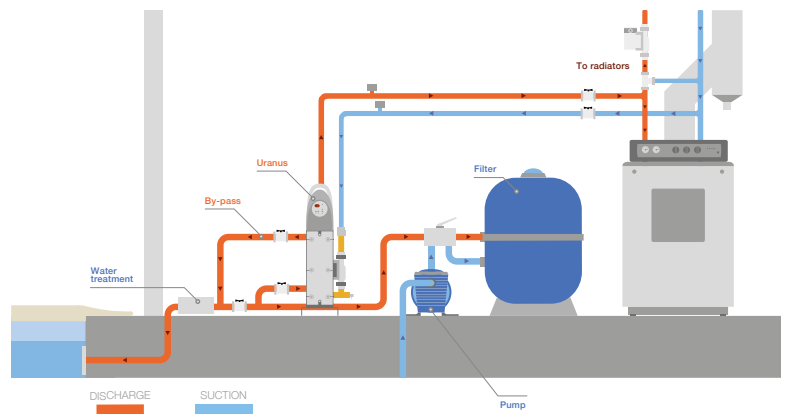 To radiators
Uranus
Filter
By-pass
Water
treatment
DISCHARGE
SUCTION
Pump